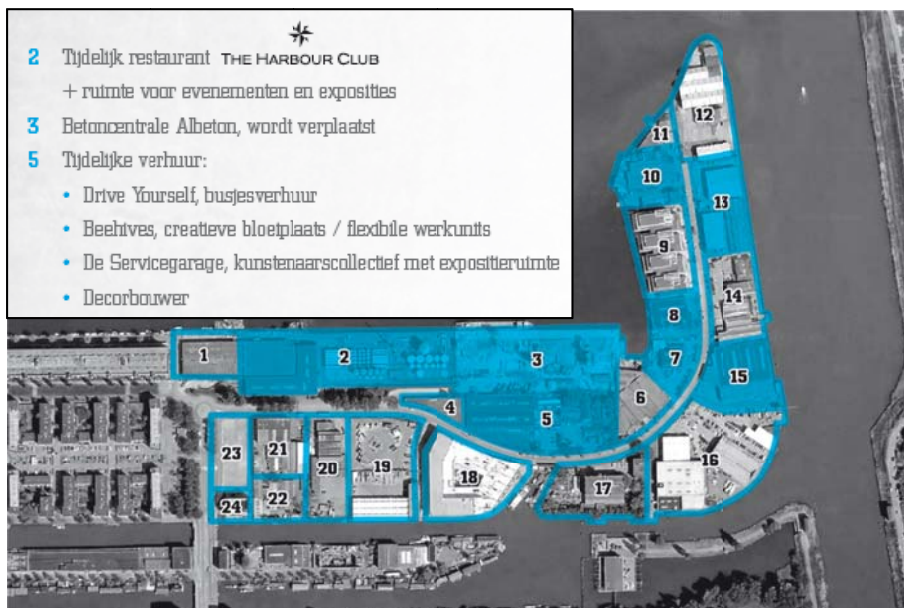 2 Tijdelijk restaurant THE HARBOUR CLUB
+ ruimte voor evenementen en exposities
3 Betoncentrale Albeton, wordt verplaatst
5 Tijdelijke verhuur:
• Drive Yourself, busjesverhuur
• Beehives, creatieve bloeiplaats / flexibile werkunits
• De Servicegarage, kunstenaarscollectief met expositieruimte
• Decorbouwer
12
11
10
13
9
14
8
1 2 3 7
15
6
4 5
23 21 20 19 16
18 17
24 22